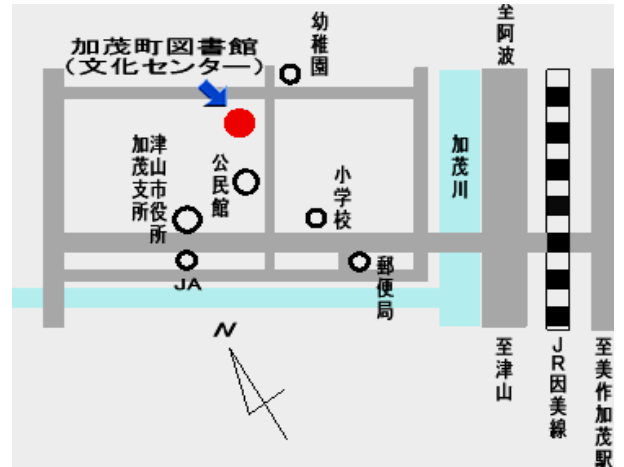 加茂町図書館
(文化センター)
幼稚園
至阿波
津山市役所
加茂支所
公民館
小学校
加茂川
JA
郵便局
N
至津山
JR因美線
至美作加茂駅